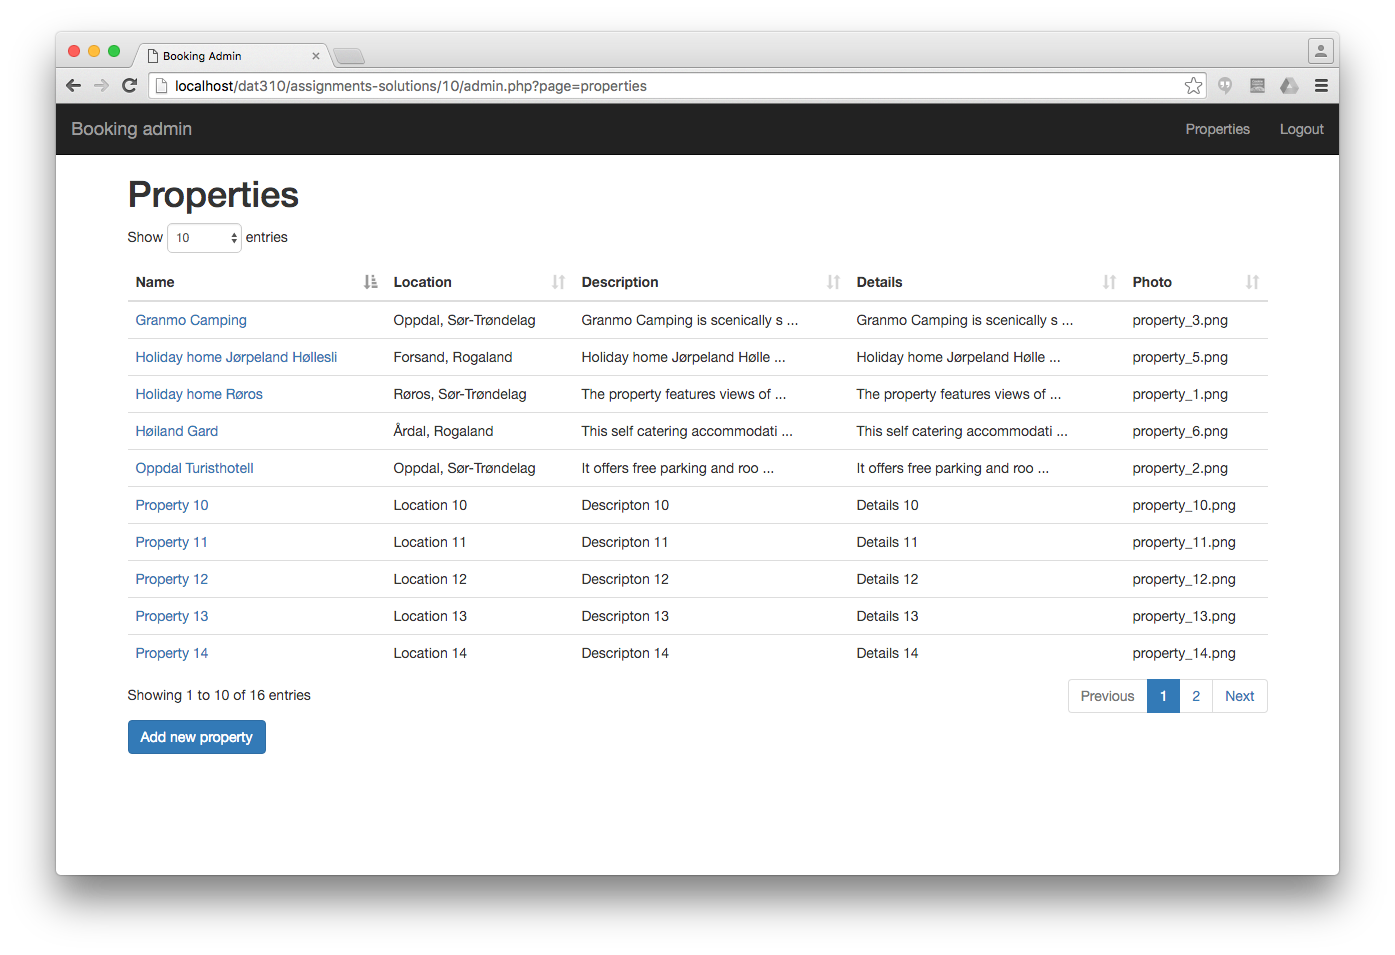 Booking Admin
localhost/dat310/assignments-solutions/10/admin.php?page=properties
Booking admin Properties Logout
Properties
Show 10 entries
Name Location Description Details Photo
Granmo Camping Oppdal, Sør-Trøndelag Granmo Camping is scenically s ... Granmo Camping is scenically s ... property_3.png
Holiday home Jørpeland Høllesli Forsand, Rogaland Holiday home Jørpeland Hølle ... Holiday home Jørpeland Hølle ... property_5.png
Holiday home Røros Røros, Sør-Trøndelag The property features views of ... The property features views of ... property_1.png
Høiland Gard Årdal, Rogaland This self catering accommodati ... This self catering accommodati ... property_6.png
Oppdal Turisthotell Oppdal, Sør-Trøndelag It offers free parking and roo ... It offers free parking and roo ... property_2.png
Property 10 Location 10 Descripton 10 Details 10 property_10.png
Property 11 Location 11 Descripton 11 Details 11 property_11.png
Property 12 Location 12 Descripton 12 Details 12 property_12.png
Property 13 Location 13 Descripton 13 Details 13 property_13.png
Property 14 Location 14 Descripton 14 Details 14 property_14.png
Showing 1 to 10 of 16 entries Previous 1 2 Next
Add new property